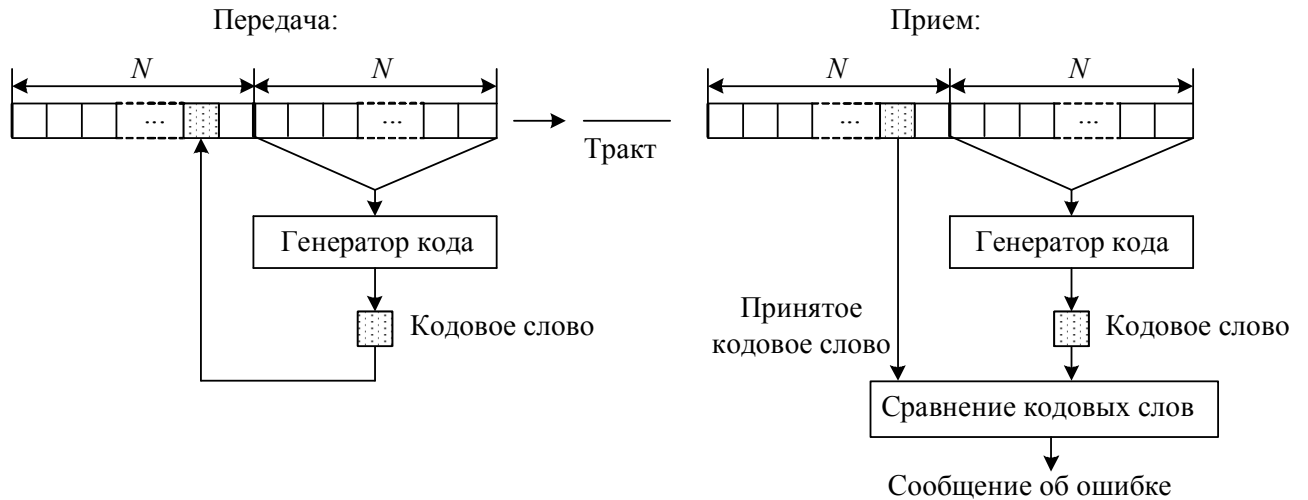 Передача:
Прием:
N
N
N
N
...
...
...
...
Тракт
Генератор кода
Генератор кода
Кодовое слово
Принятое
кодовое слово
Кодовое слово
Сравнение кодовых слов
Сообщение об ошибке